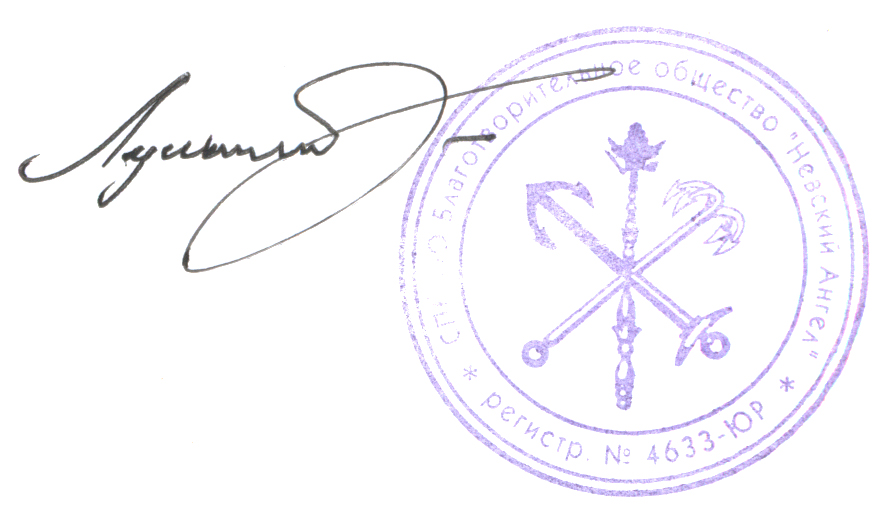 Благотворительное общество "Невский Ангел"
* регистр. № 4633-ЮР *